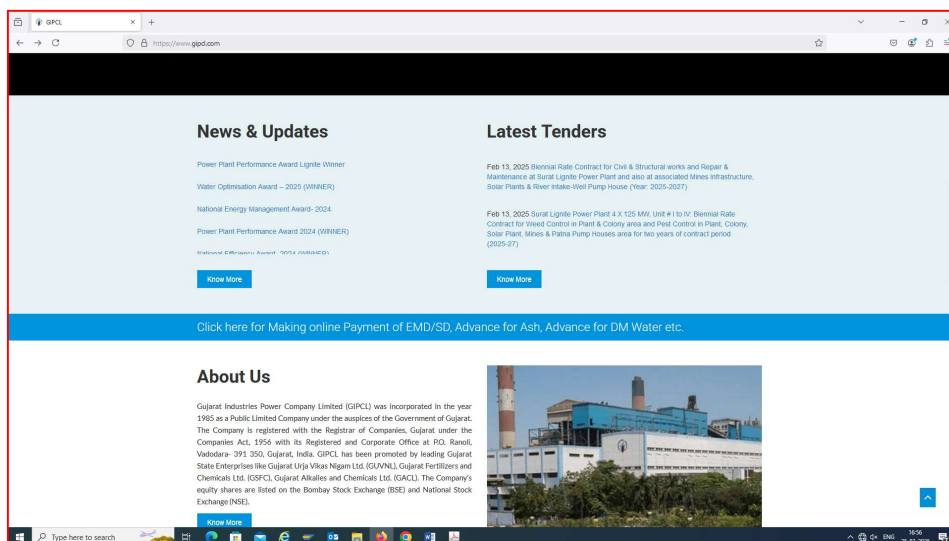 GIPCL
https://www.gipcl.com
News & Updates
Power Plant Performance Award Lignite Winner
Water Optimisation Award – 2025 (WINNER)
National Energy Management Award- 2024
Power Plant Performance Award 2024 (WINNER)
National Efficiency Award -2024 (WINNER)
Know More
Latest Tenders
Feb 13, 2025 Biennial Rate Contract for Civil & Structural works and Repair &
Maintenance at Surat Lignite Power Plant and also at associated Mines Infrastructure,
Solar Plants & River Intake-Well Pump House (Year: 2025-2027)
Feb 13, 2025 Surat Lignite Power Plant 4 X 125 MW, Unit # I to IV: Biennial Rate
Contract for Weed Control in Plant & Colony area and Pest Control in Plant, Colony,
Solar Plant, Mines & Patna Pump Houses area for two years of contract period
(2025-27)
Know More
Click here for Making online Payment of EMD/SD, Advance for Ash, Advance for DM Water etc.
About Us
Gujarat Industries Power Company Limited (GIPCL) was incorporated in the year
1985 as a Public Limited Company under the auspices of the Government of Gujarat.
The Company is registered with the Registrar of Companies, Gujarat under the
Companies Act, 1956 with its Registered and Corporate Office at P.O. Ranoli,
Vadodara- 391 350, Gujarat, India. GIPCL has been promoted by leading Gujarat
State Enterprises like Gujarat Urja Vikas Nigam Ltd. (GUVNL), Gujarat Fertilizers and
Chemicals Ltd. (GSFC), Gujarat Alkalies and Chemicals Ltd. (GACL). The Company's
equity shares are listed on the Bombay Stock Exchange (BSE) and National Stock
Exchange (NSE).
Know More
Type here to search
ENG
16:56